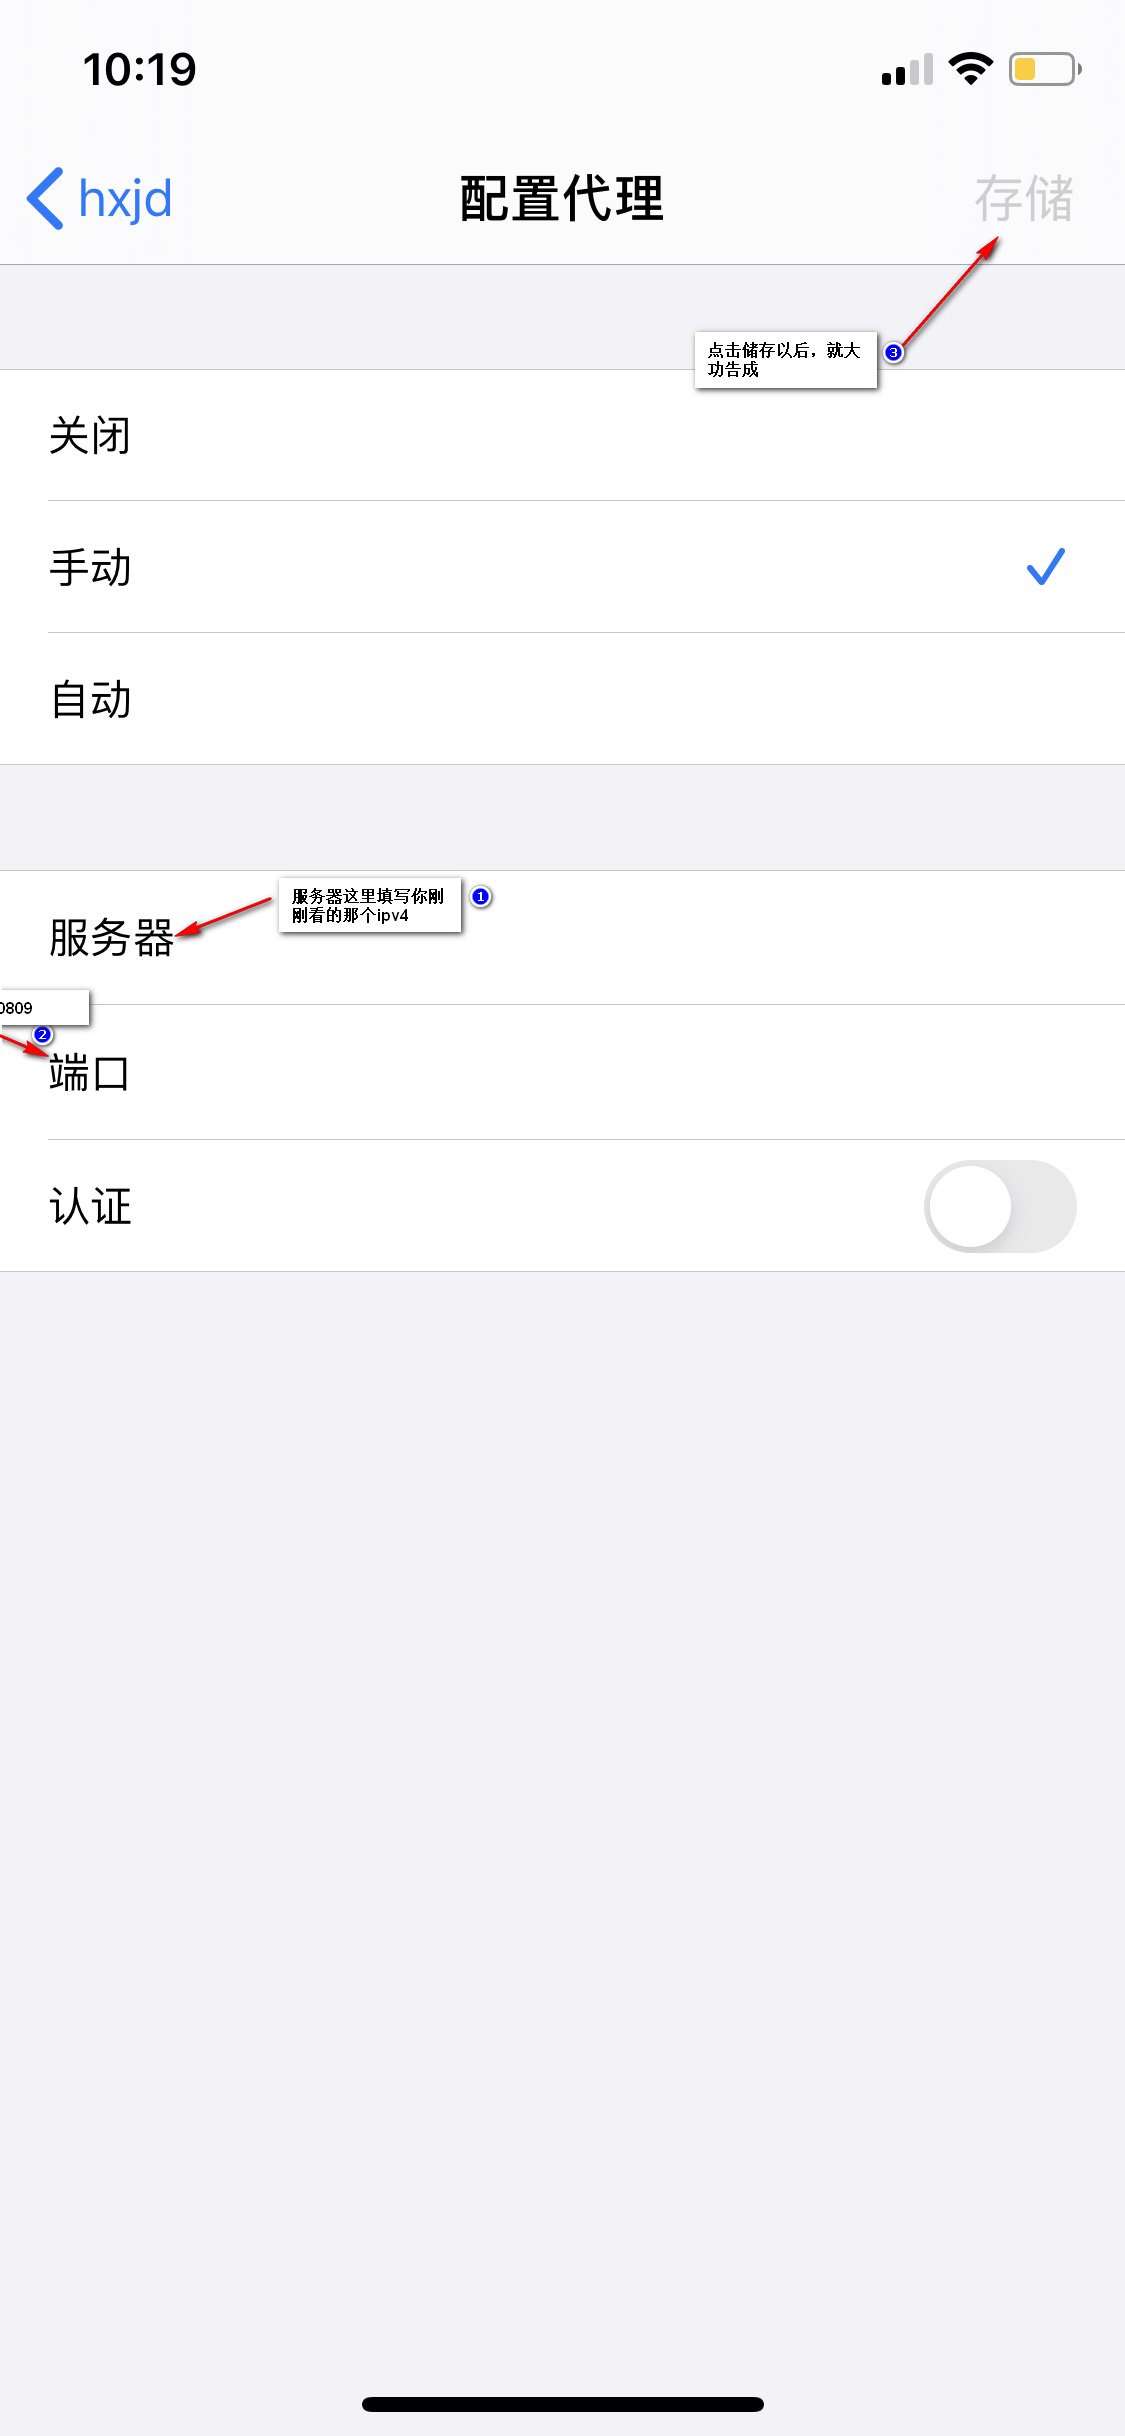 10:19
hxjd
配置代理
存储
点击储存以后，就大
功告成
3
关闭
手动
自动
服务器这里填写你刚
刚看的那个ipv4
1
服务器
0809
2
端口
认证